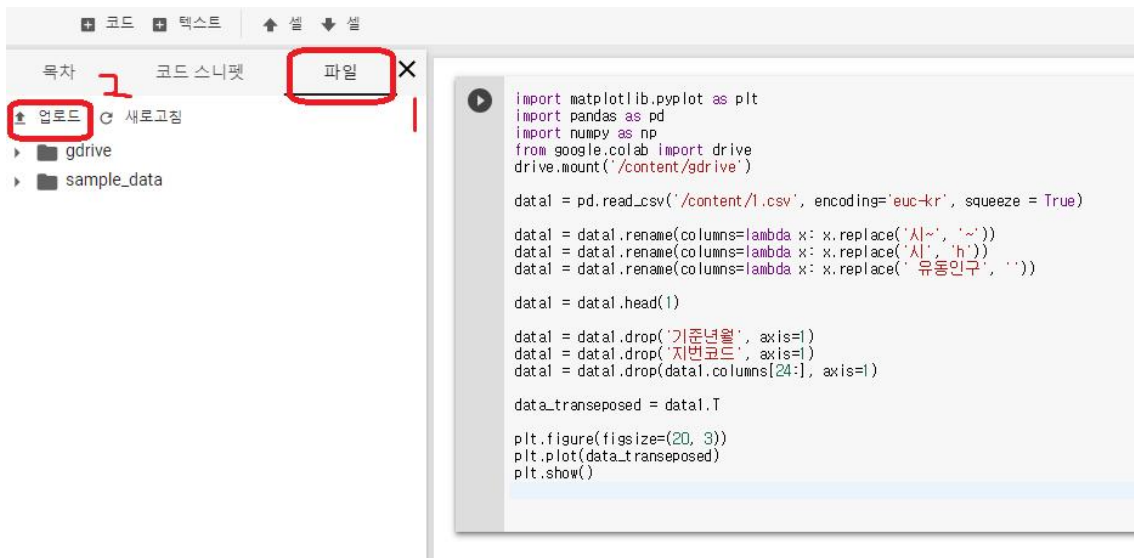 코드 텍스트 셀 셀
목차 코드 스니펫 파일
업로드 새로고침
gdrive
sample_data
1
2
import matplotlib.pyplot as plt
import pandas as pd
import numpy as np
from google.colab import drive
drive.mount('/content/gdrive')
data1 = pd.read_csv('/content/1.csv', encoding='euc-kr', squeeze = True)
data1 = data1.rename(columns=lambda x: x.replace('시~', '~'))
data1 = data1.rename(columns=lambda x: x.replace('시', 'h'))
data1 = data1.rename(columns=lambda x: x.replace(' 유동인구', ''))
data1 = data1.head(1)
data1 = data1.drop('기준년월', axis=1)
data1 = data1.drop('지번코드', axis=1)
data1 = data1.drop(data1.columns[24:], axis=1)
data_transeposed = data1.T
plt.figure(figsize=(20, 3))
plt.plot(data_transeposed)
plt.show()